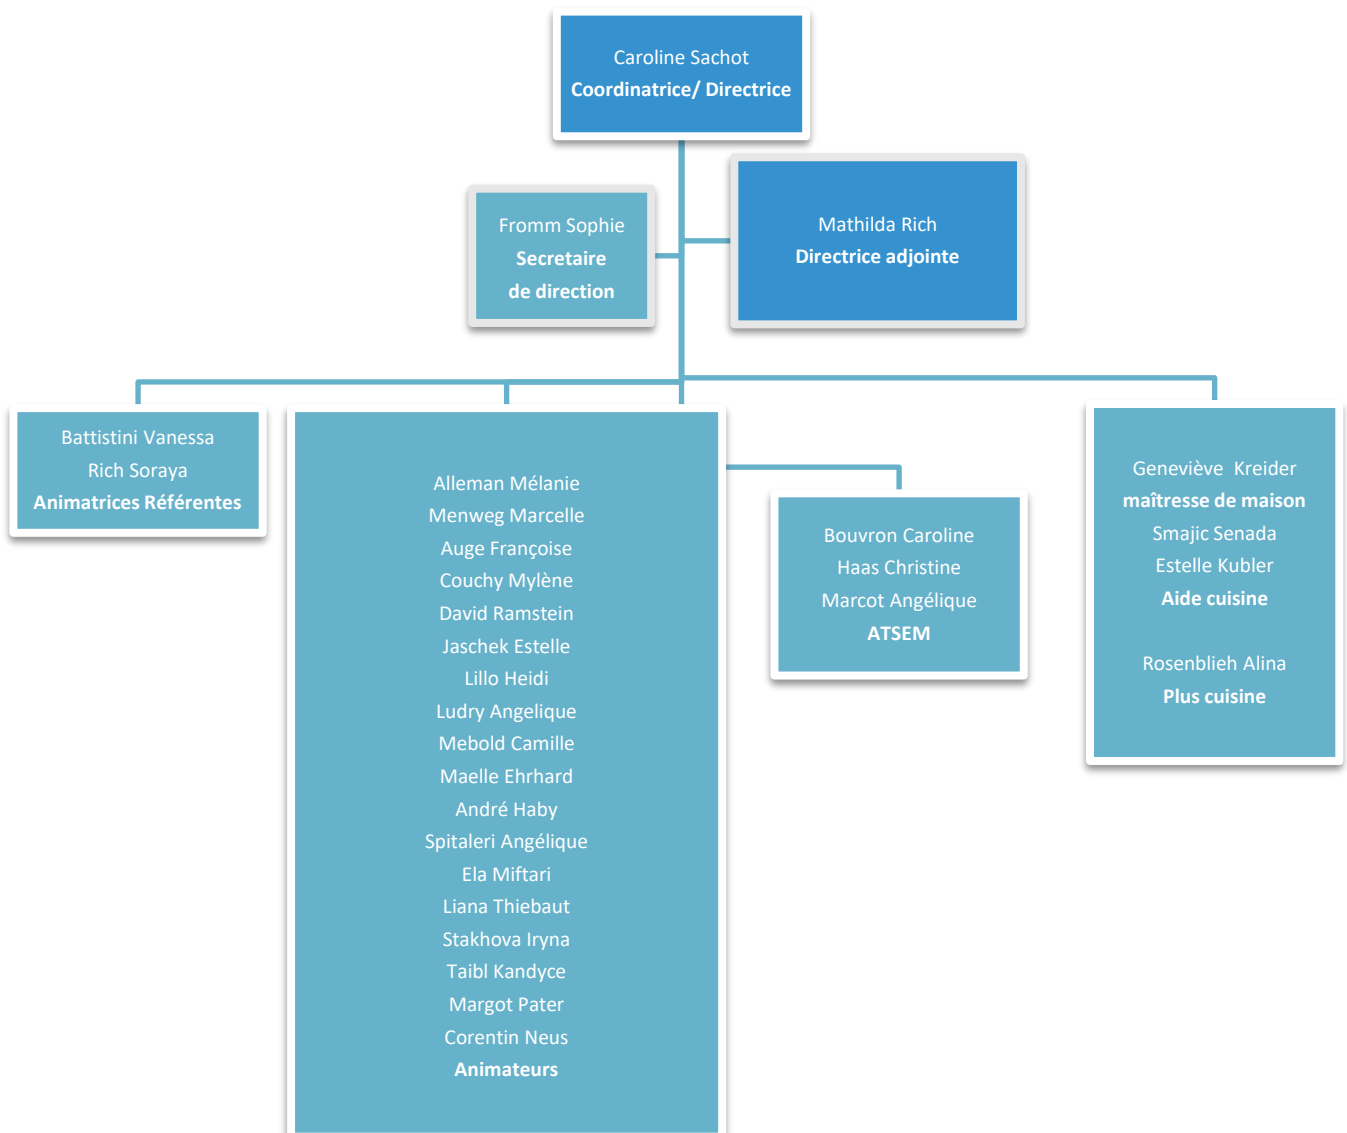 Caroline Sachot
Coordinatrice/ Directrice
Fromm Sophie
Secretaire
de direction
Mathilda Rich
Directrice adjointe
Battistini Vanessa
Rich Soraya
Animatrices Référentes
Alleman Mélanie
Menweg Marcelle
Auge Françoise
Couchy Mylène
David Ramstein
Jaschek Estelle
Lillo Heidi
Ludry Angelique
Mebold Camille
Maelle Ehrhard
André Haby
Spitaleri Angélique
Ela Miftari
Liana Thiebaut
Stakhova Iryna
Taibl Kandyce
Margot Pater
Corentin Neus
Animateurs
Bouvron Caroline
Haas Christine
Marcot Angélique
ATSEM
Geneviève  Kreider
maîtresse de maison
Smajic Senada
Estelle Kubler
Aide cuisine
Rosenblieh Alina
Plus cuisine